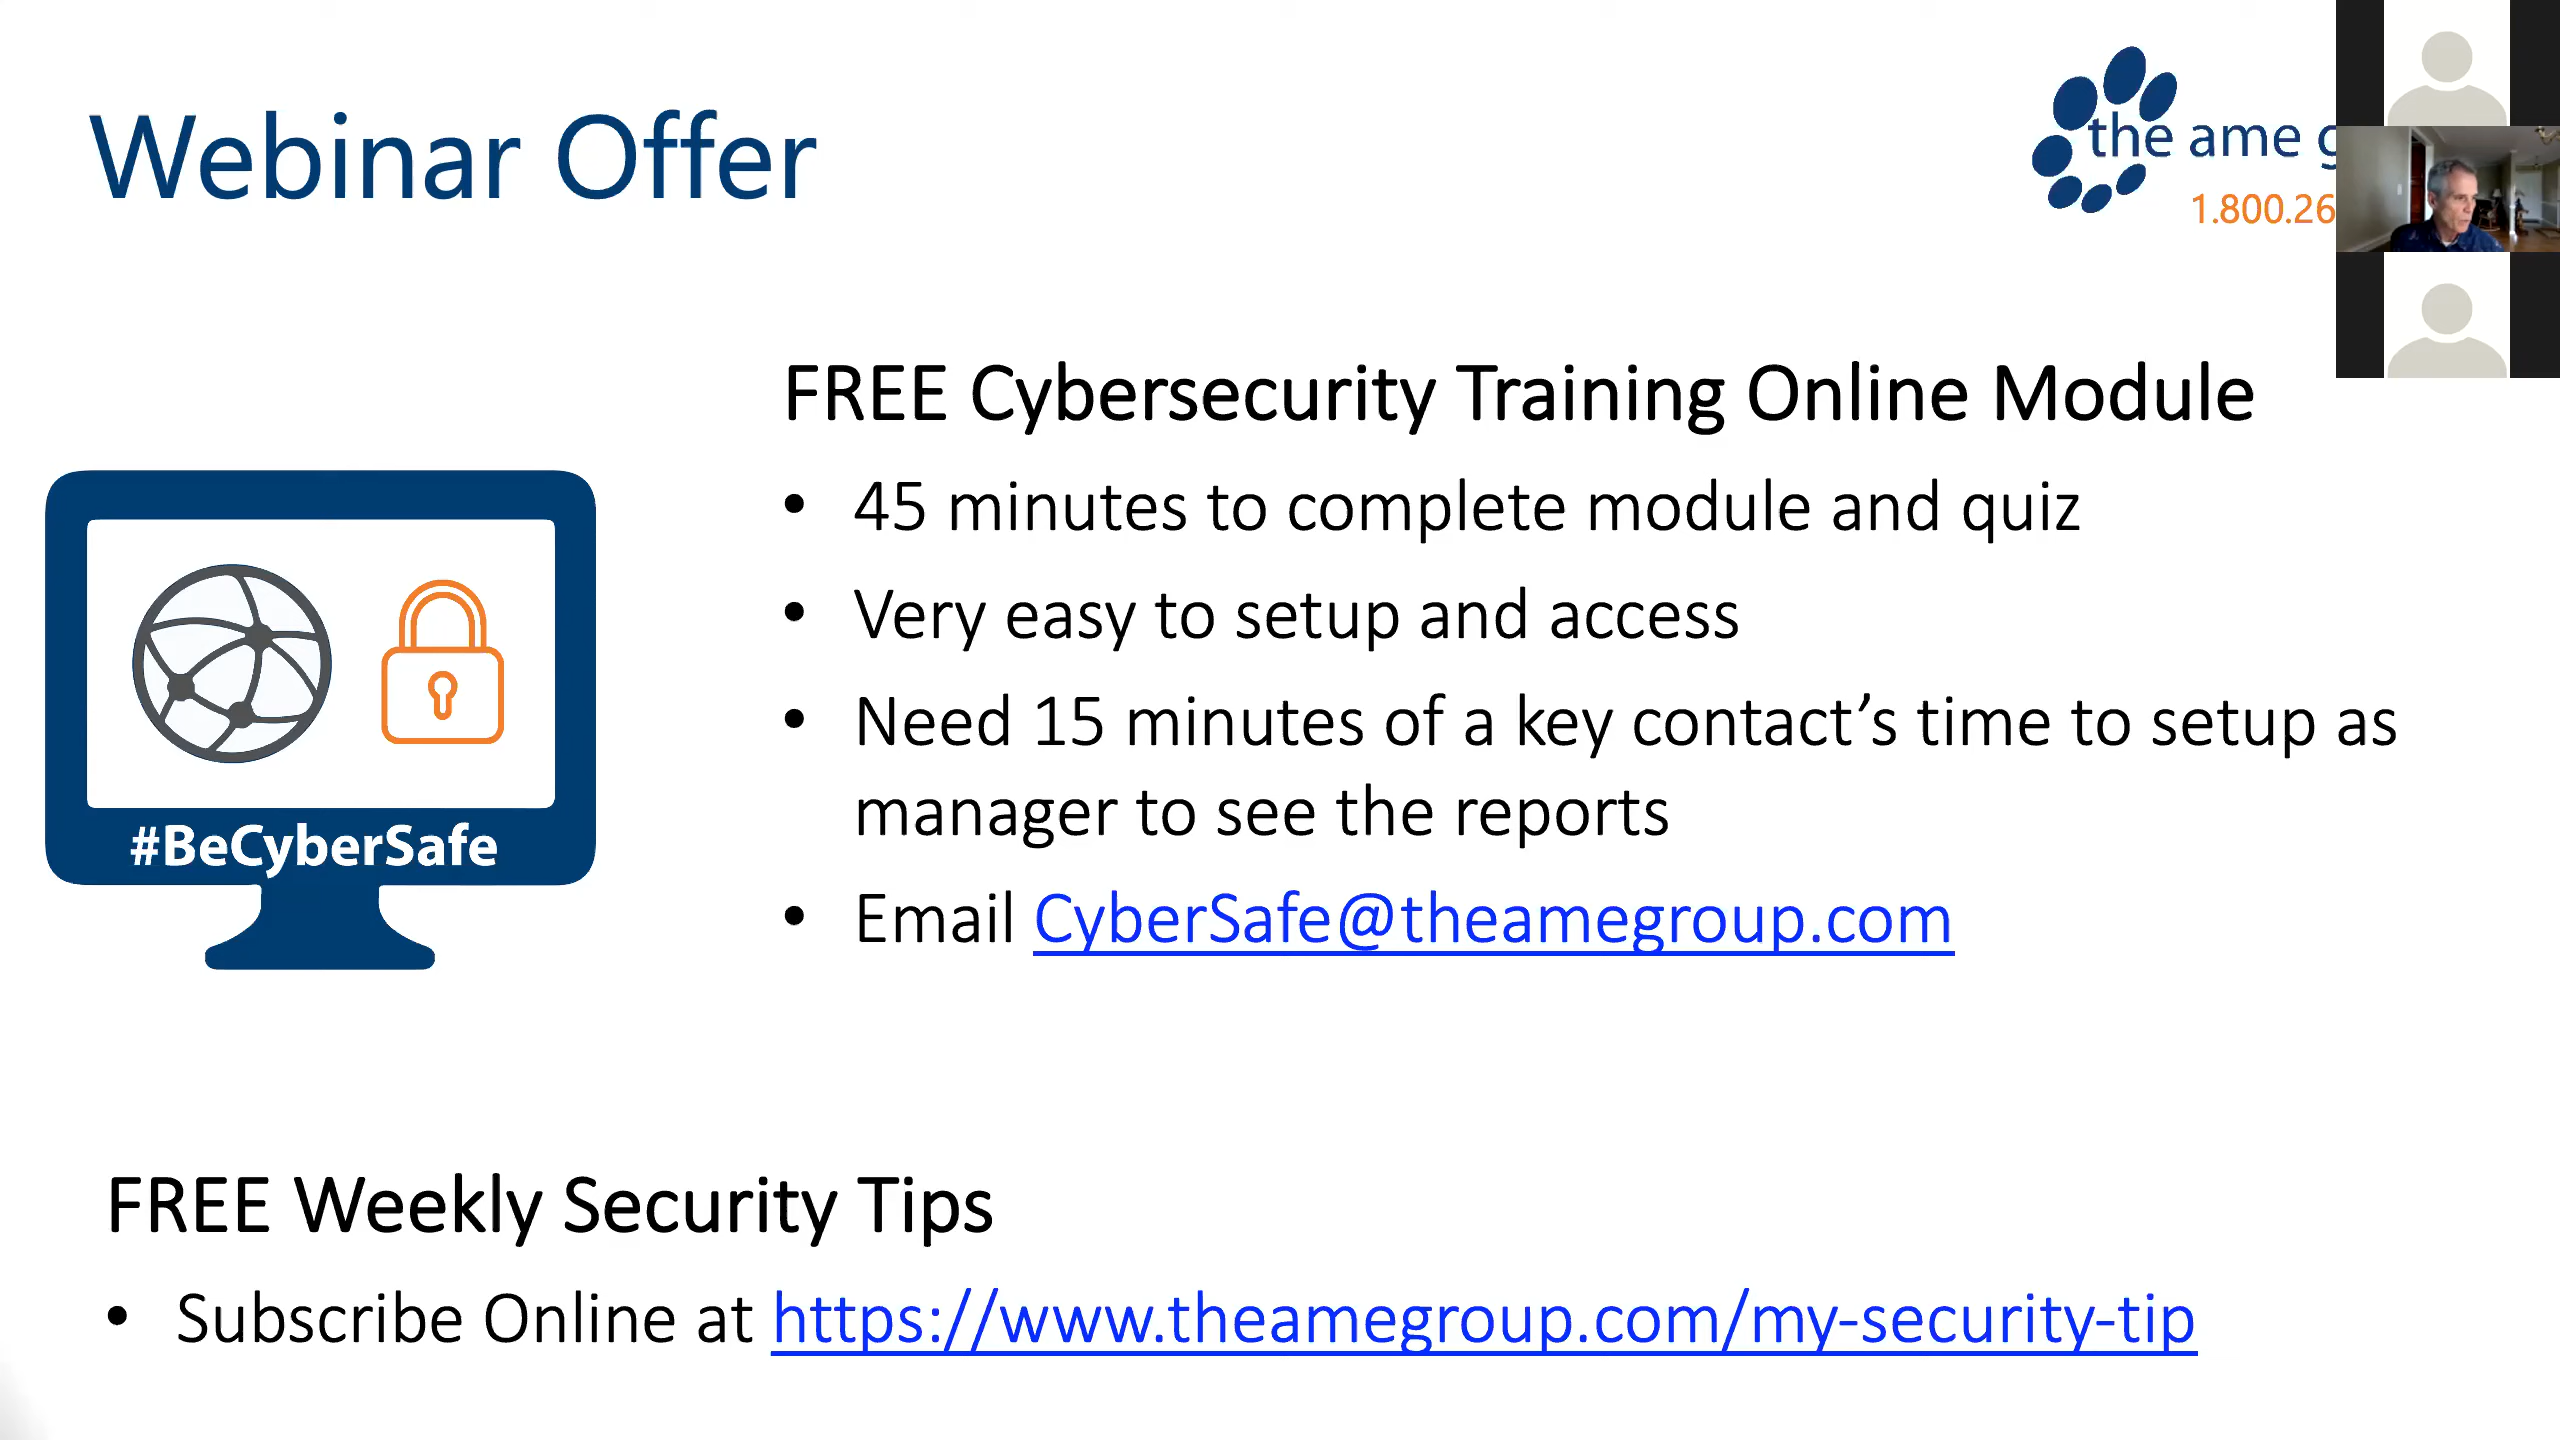 Webinar Offer
the ame
1.800.26
FREE Cybersecurity Training Online Module
• 45 minutes to complete module and quiz
• Very easy to setup and access
• Need 15 minutes of a key contact’s time to setup as
manager to see the reports
• Email CyberSafe@theamegroup.com
#BeCyberSafe
FREE Weekly Security Tips
• Subscribe Online at https://www.theamegroup.com/my-security-tip